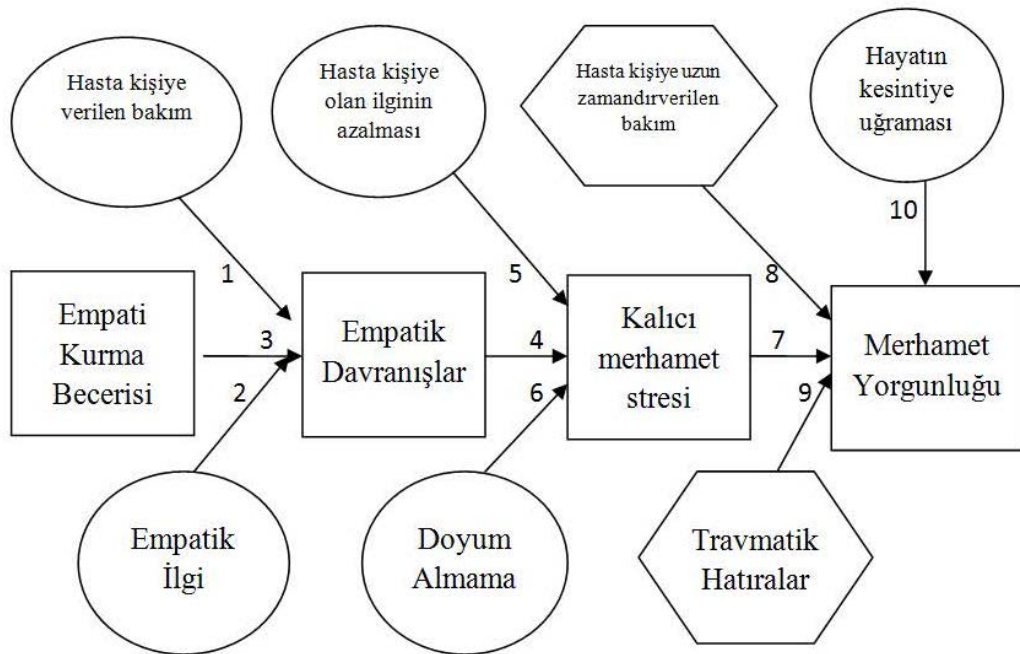 Hasta kişiye
verilen bakım
Hasta kişiye
olan ilginin
azalması
Hasta kişiye uzun
zamandırverilen
bakım
Hayatın
kesintiye
uğraması
1
5
8
10
Empati
Kurma
Becerisi
3
2
Empatik
Davranışlar
4
6
Kalıcı
merhamet
stresi
7
9
Merhamet
Yorgunluğu
Empatik
İlgi
Doyum
Almama
Travmatik
Hatıralar